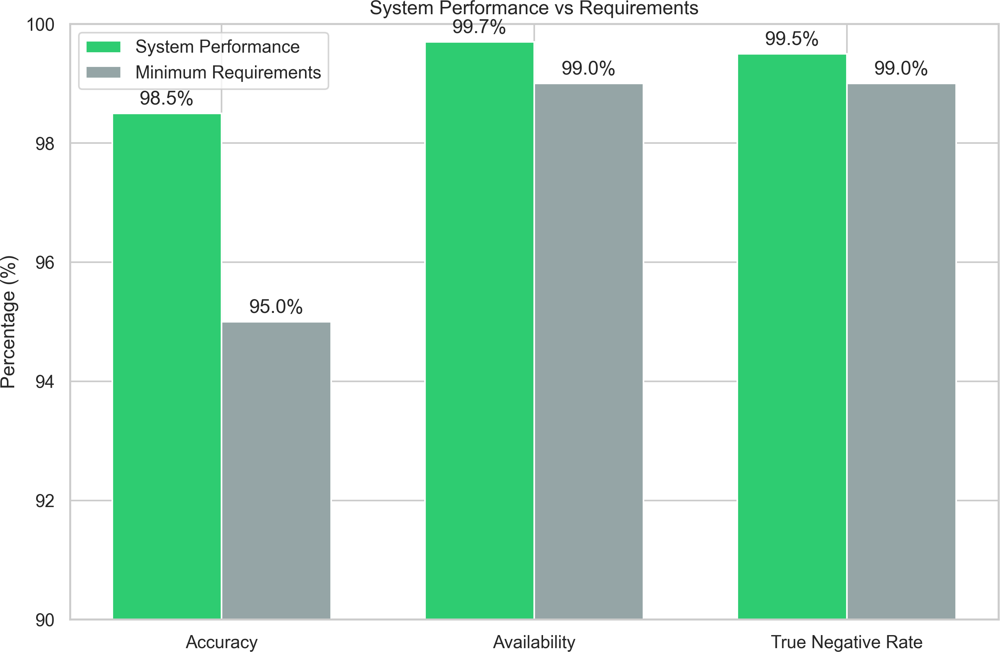 System Performance vs Requirements
100
98
96
94
92
90
Percentage (%)
System Performance
Minimum Requirements
98.5%
95.0%
99.7%
99.0%
99.5%
99.0%
Accuracy
Availability
True Negative Rate